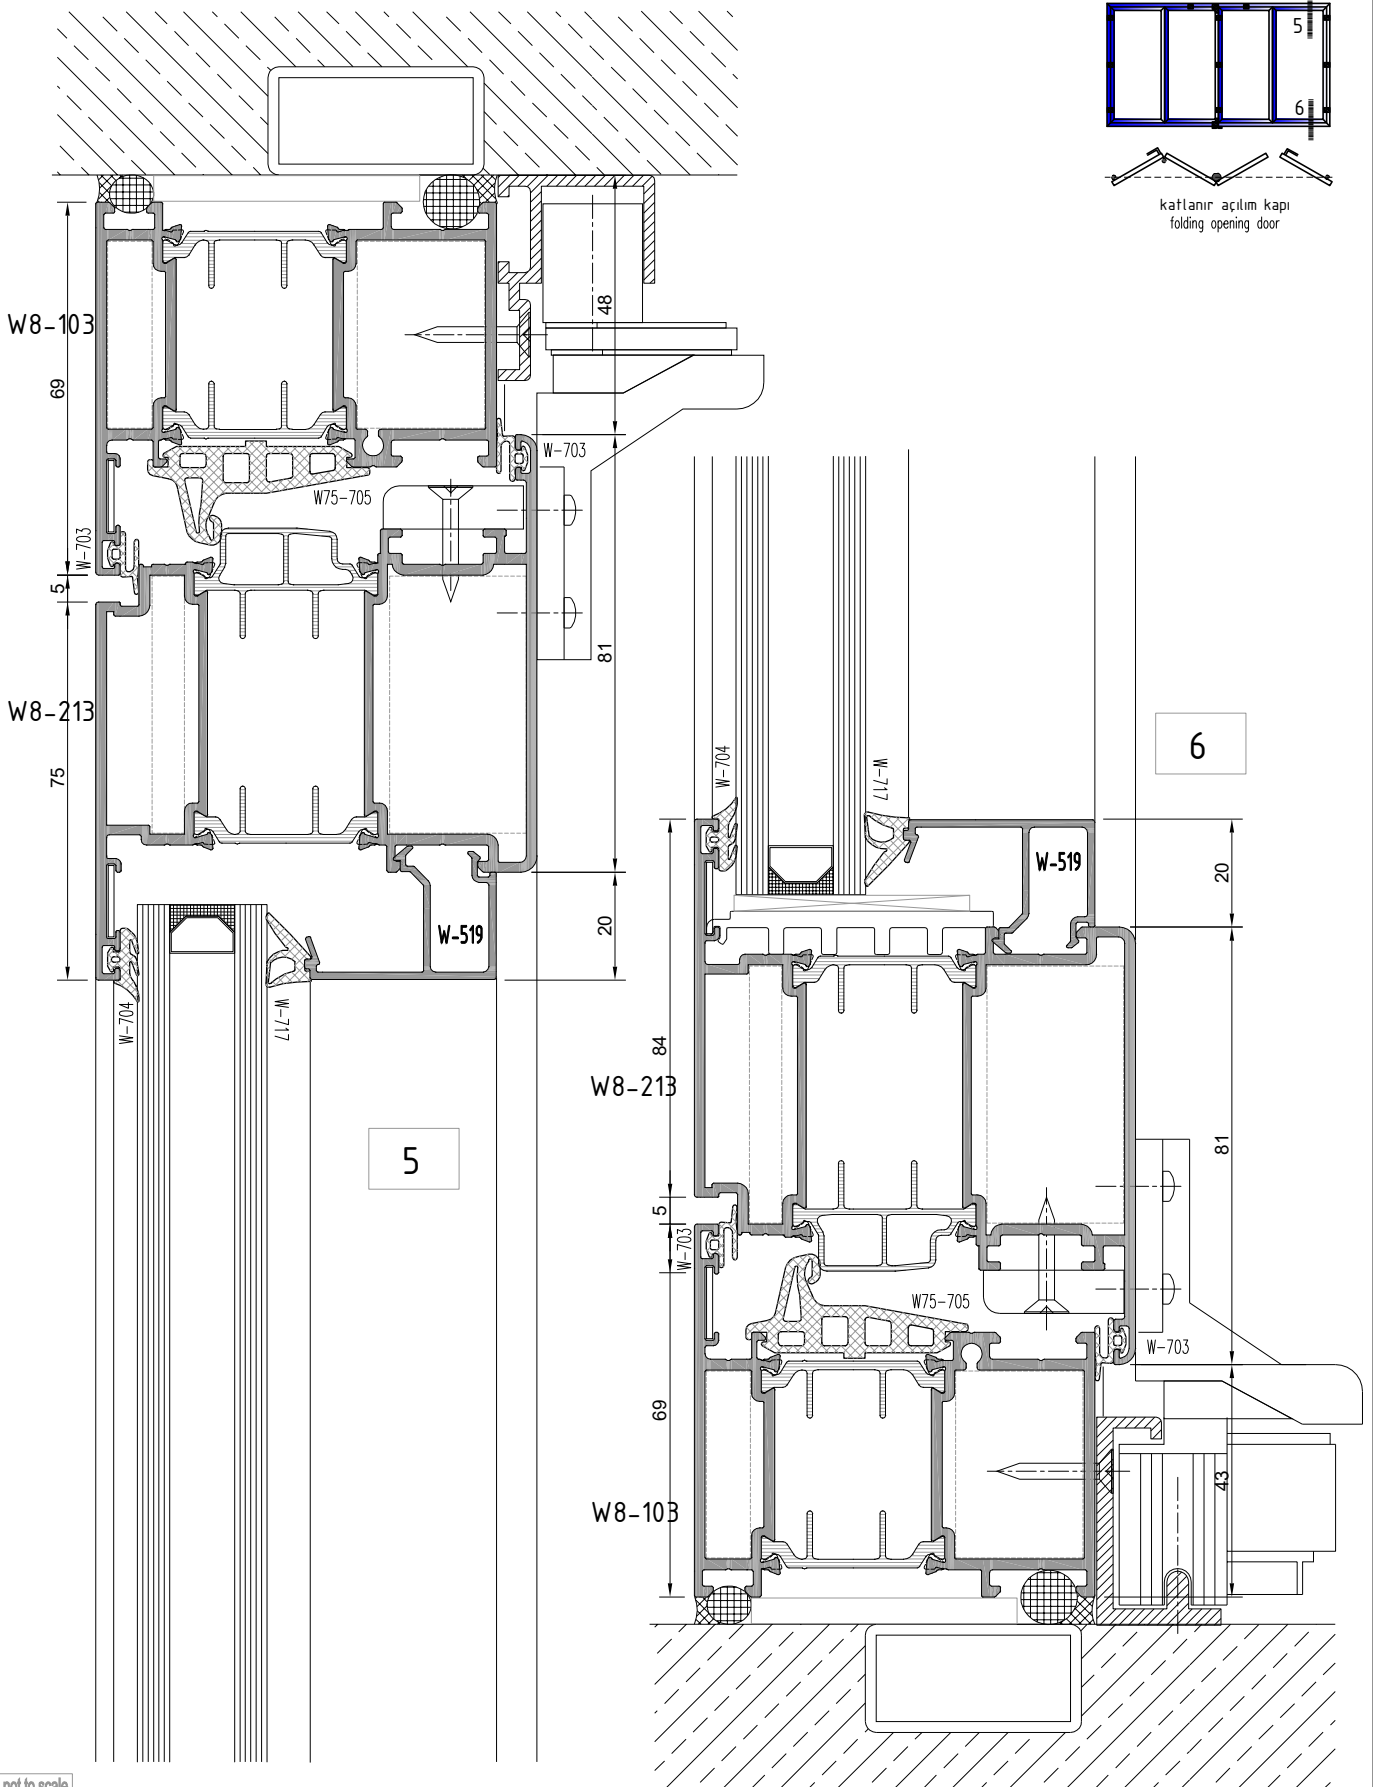 5
6
katlanır açılım kapı
folding opening door
W8-103
69
48
W-703
W75-705
W-703
5
81
W8-213
75
W-519
20
W-704
W-717
5
6
W-704
W-717
W-519
20
84
W8-213
81
5
W-703
W75-705
W-703
69
43
W8-103
not to scale